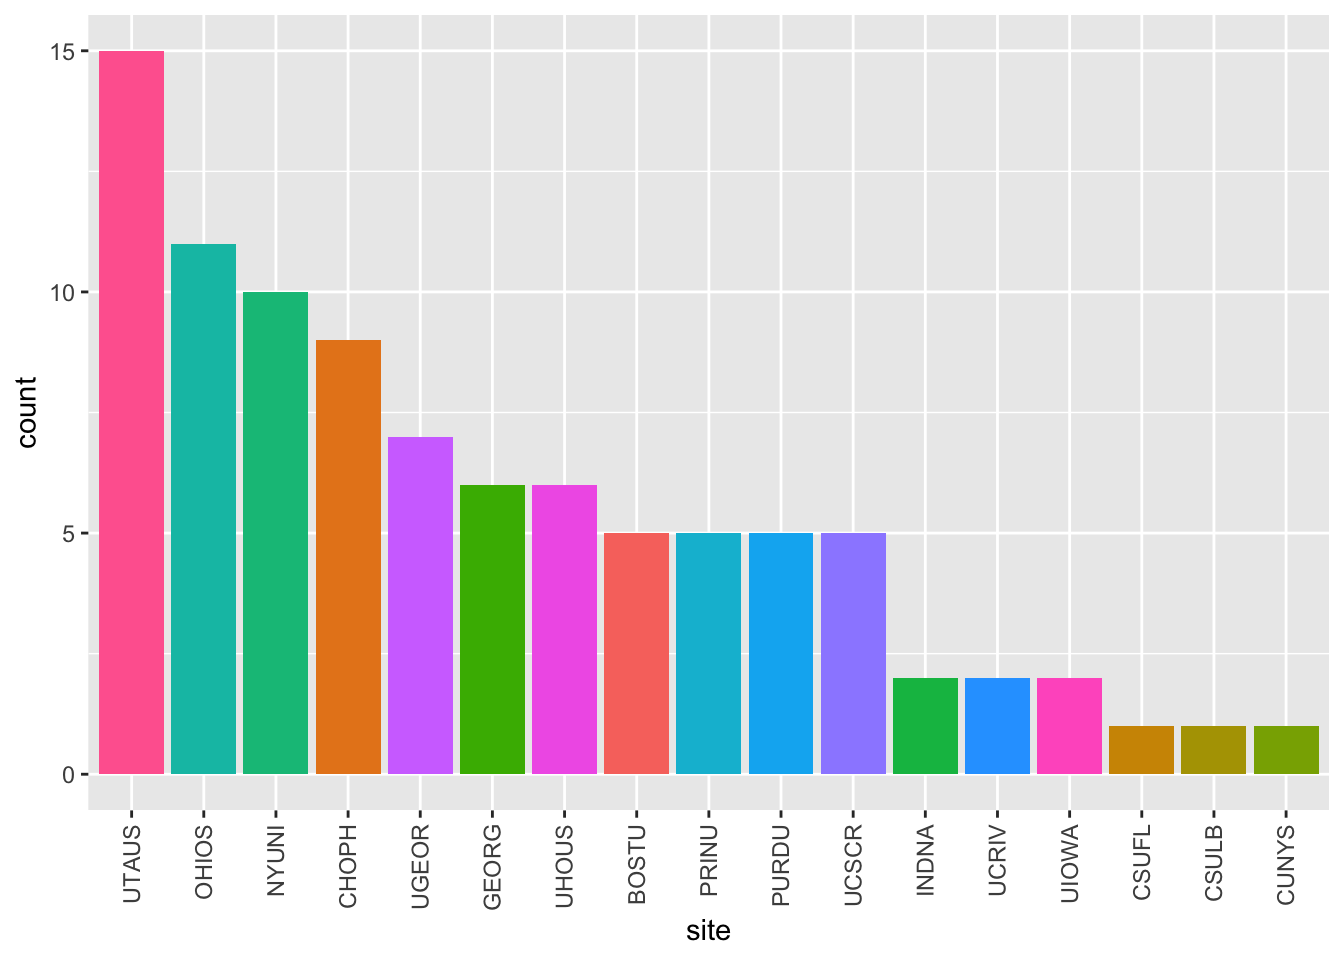 15
10
5
0
count
UTAUS
OHIOS
NYUNI
CHOPH
UGEOR
GEORG
UHOUS
BOSTU
PRINU
PURDU
UCSCR
INDNA
UCRIV
UIOWA
CSUFL
CSULB
CUNYS
site